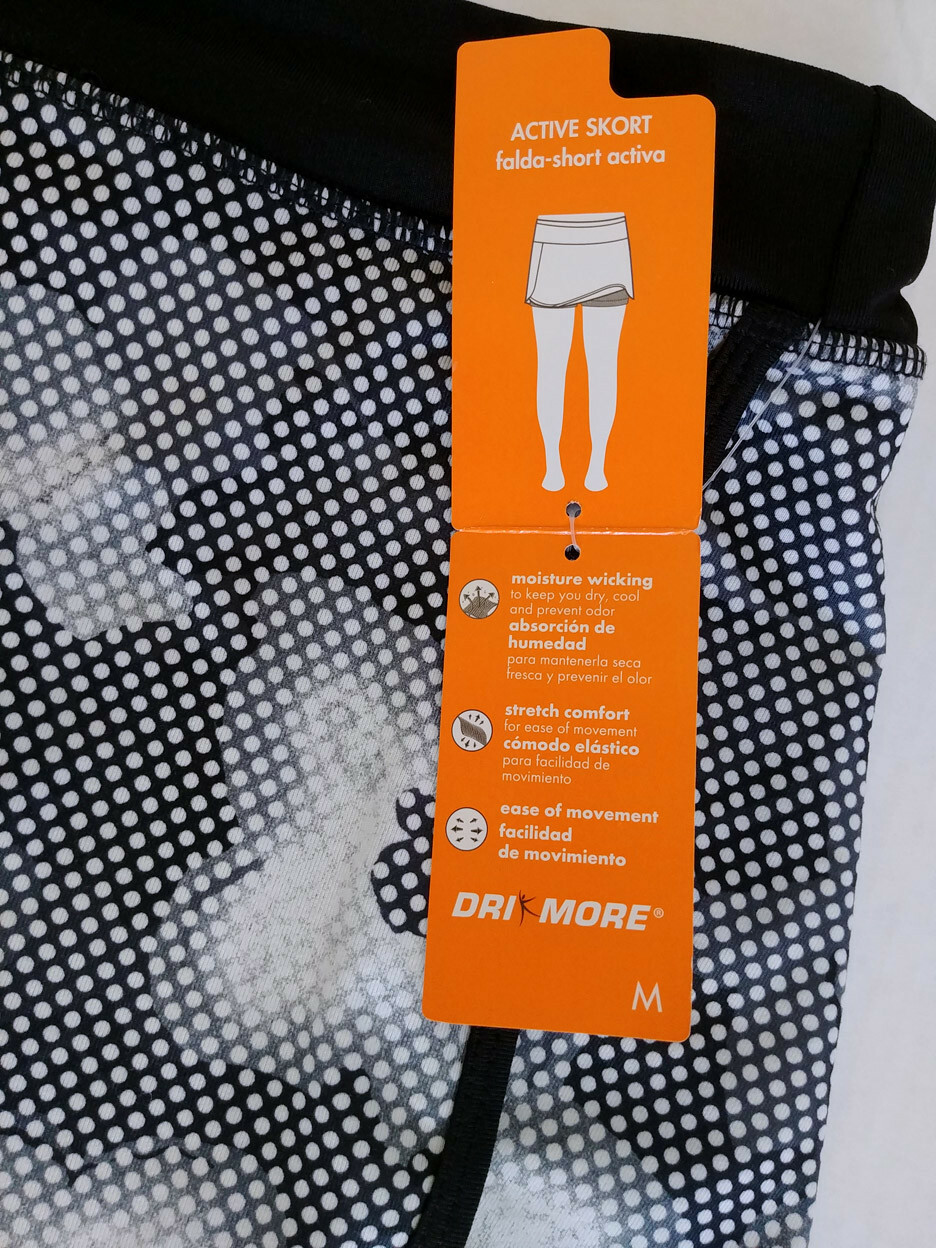 ACTIVE SKORT
falda-short activa
moisture wicking
to keep you dry, cool
and prevent odor
absorción de
humedad
para mantenerla seca
fresca y prevenir el olor
stretch comfort
for ease of movement
cómodo elástico
para facilidad de
movimiento
ease of movement
facilidad
de movimiento
DRI MORE®
M